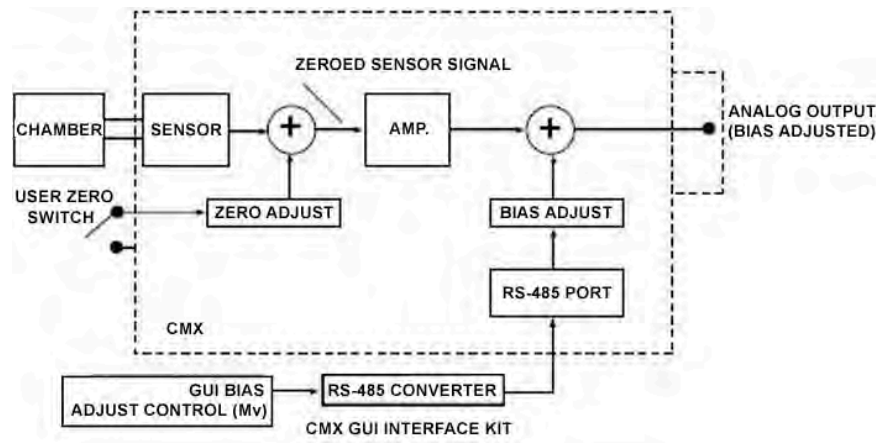 ZEROED SENSOR SIGNAL
CHAMBER
SENSOR
+
AMP.
+
ANALOG OUTPUT
(BIAS ADJUSTED)
USER ZERO
SWITCH
ZERO ADJUST
BIAS ADJUST
RS-485 PORT
CMX
GUI BIAS
ADJUST CONTROL (Mv)
RS-485 CONVERTER
CMX GUI INTERFACE KIT